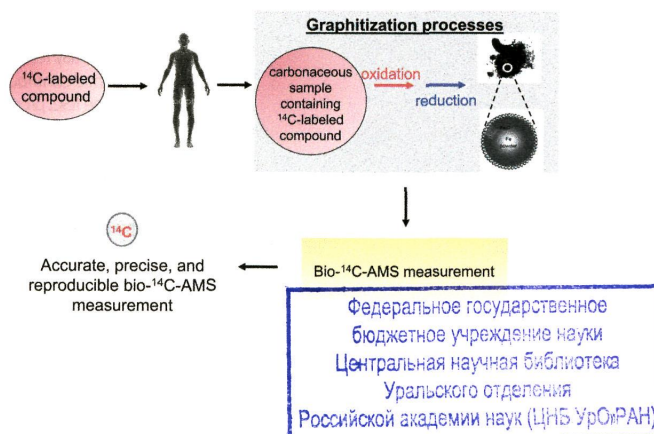 Graphitization processes
¹⁴C-labeled
compound
carbonaceous
sample
containing
¹⁴C-labeled
compound
oxidation
reduction
Fe
¹⁴C
Accurate, precise, and
reproducible bio-¹⁴C-AMS
measurement
Bio-¹⁴C-AMS measurement
Федеральное государственное
бюджетное учреждение науки
Центральная научная библиотека
Уральского отделения
Российской академии наук (ЦНБ УрО РАН)